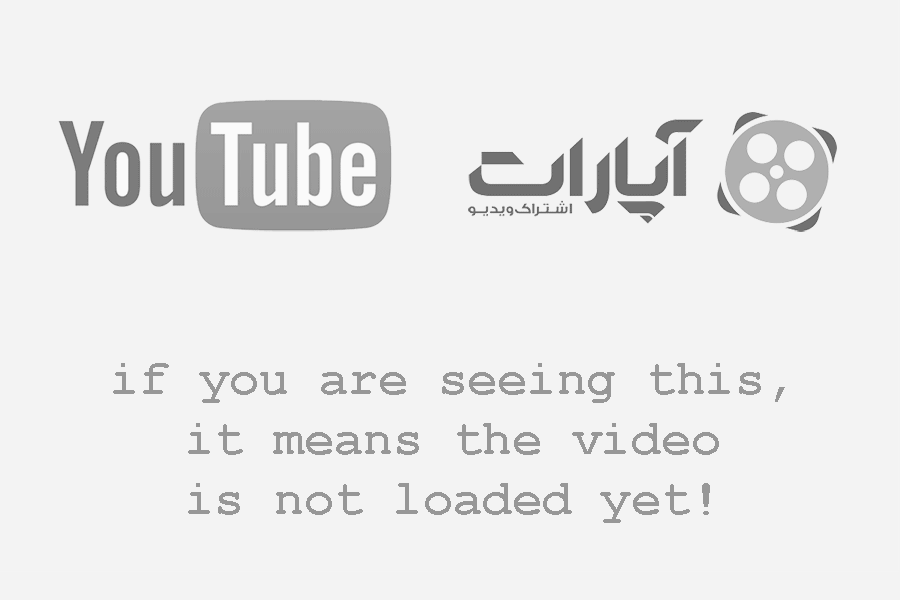 YouTube
آپارات
اشتراک ویدیو
if you are seeing this,
it means the video
is not loaded yet!